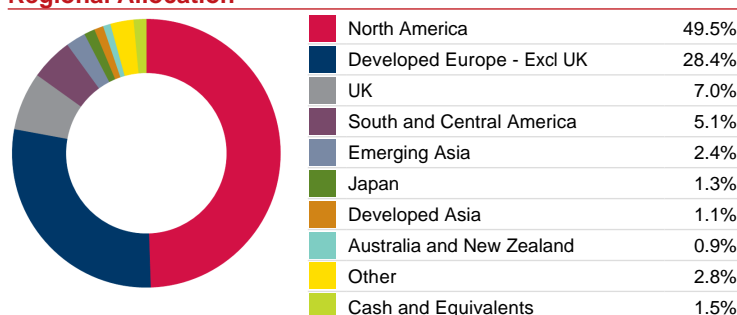 Regional Allocation
North America 49.5%
Developed Europe - Excl UK 28.4%
UK 7.0%
South and Central America 5.1%
Emerging Asia 2.4%
Japan 1.3%
Developed Asia 1.1%
Australia and New Zealand 0.9%
Other 2.8%
Cash and Equivalents 1.5%